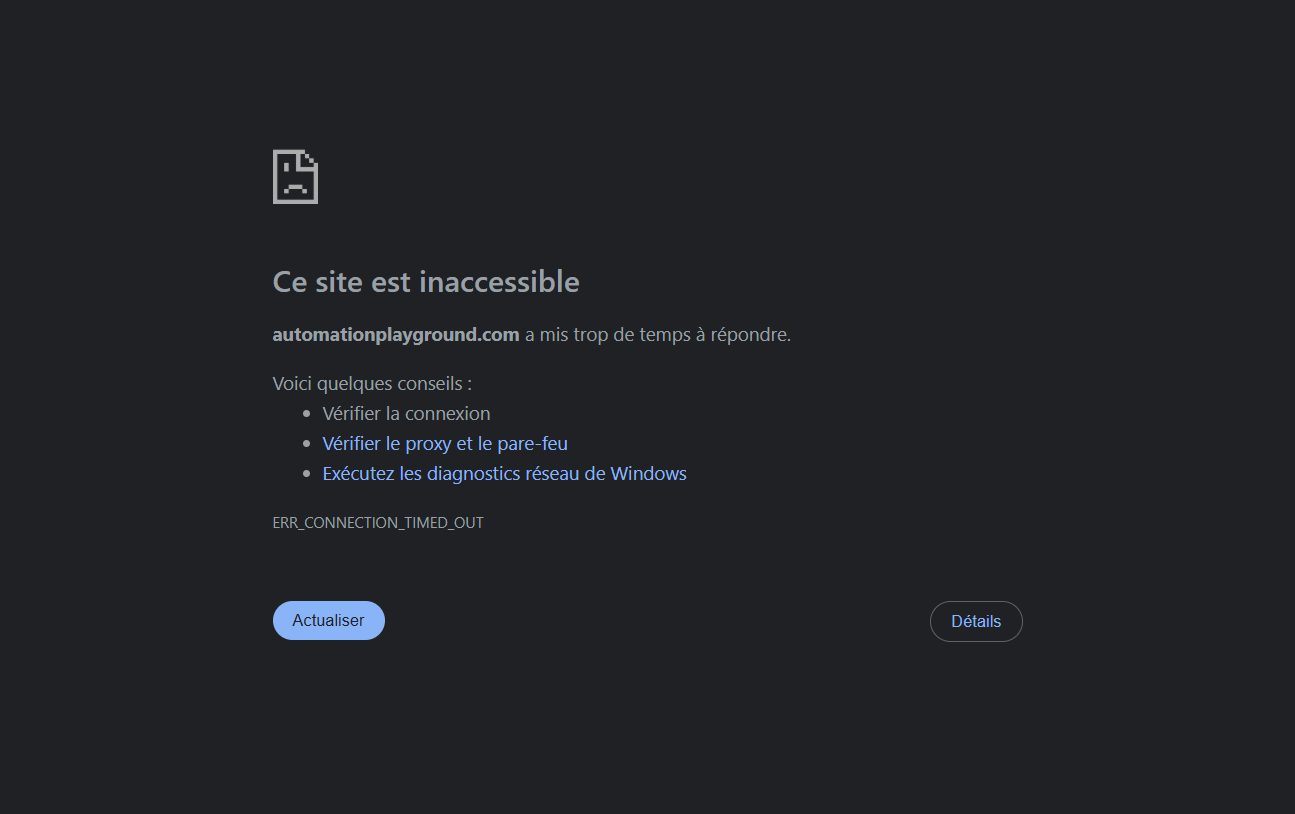 Ce site est inaccessible
automationplayground.com a mis trop de temps à répondre.
Voici quelques conseils :
Vérifier la connexion
Vérifier le proxy et le pare-feu
Exécutez les diagnostics réseau de Windows
ERR_CONNECTION_TIMED_OUT
Actualiser
Détails